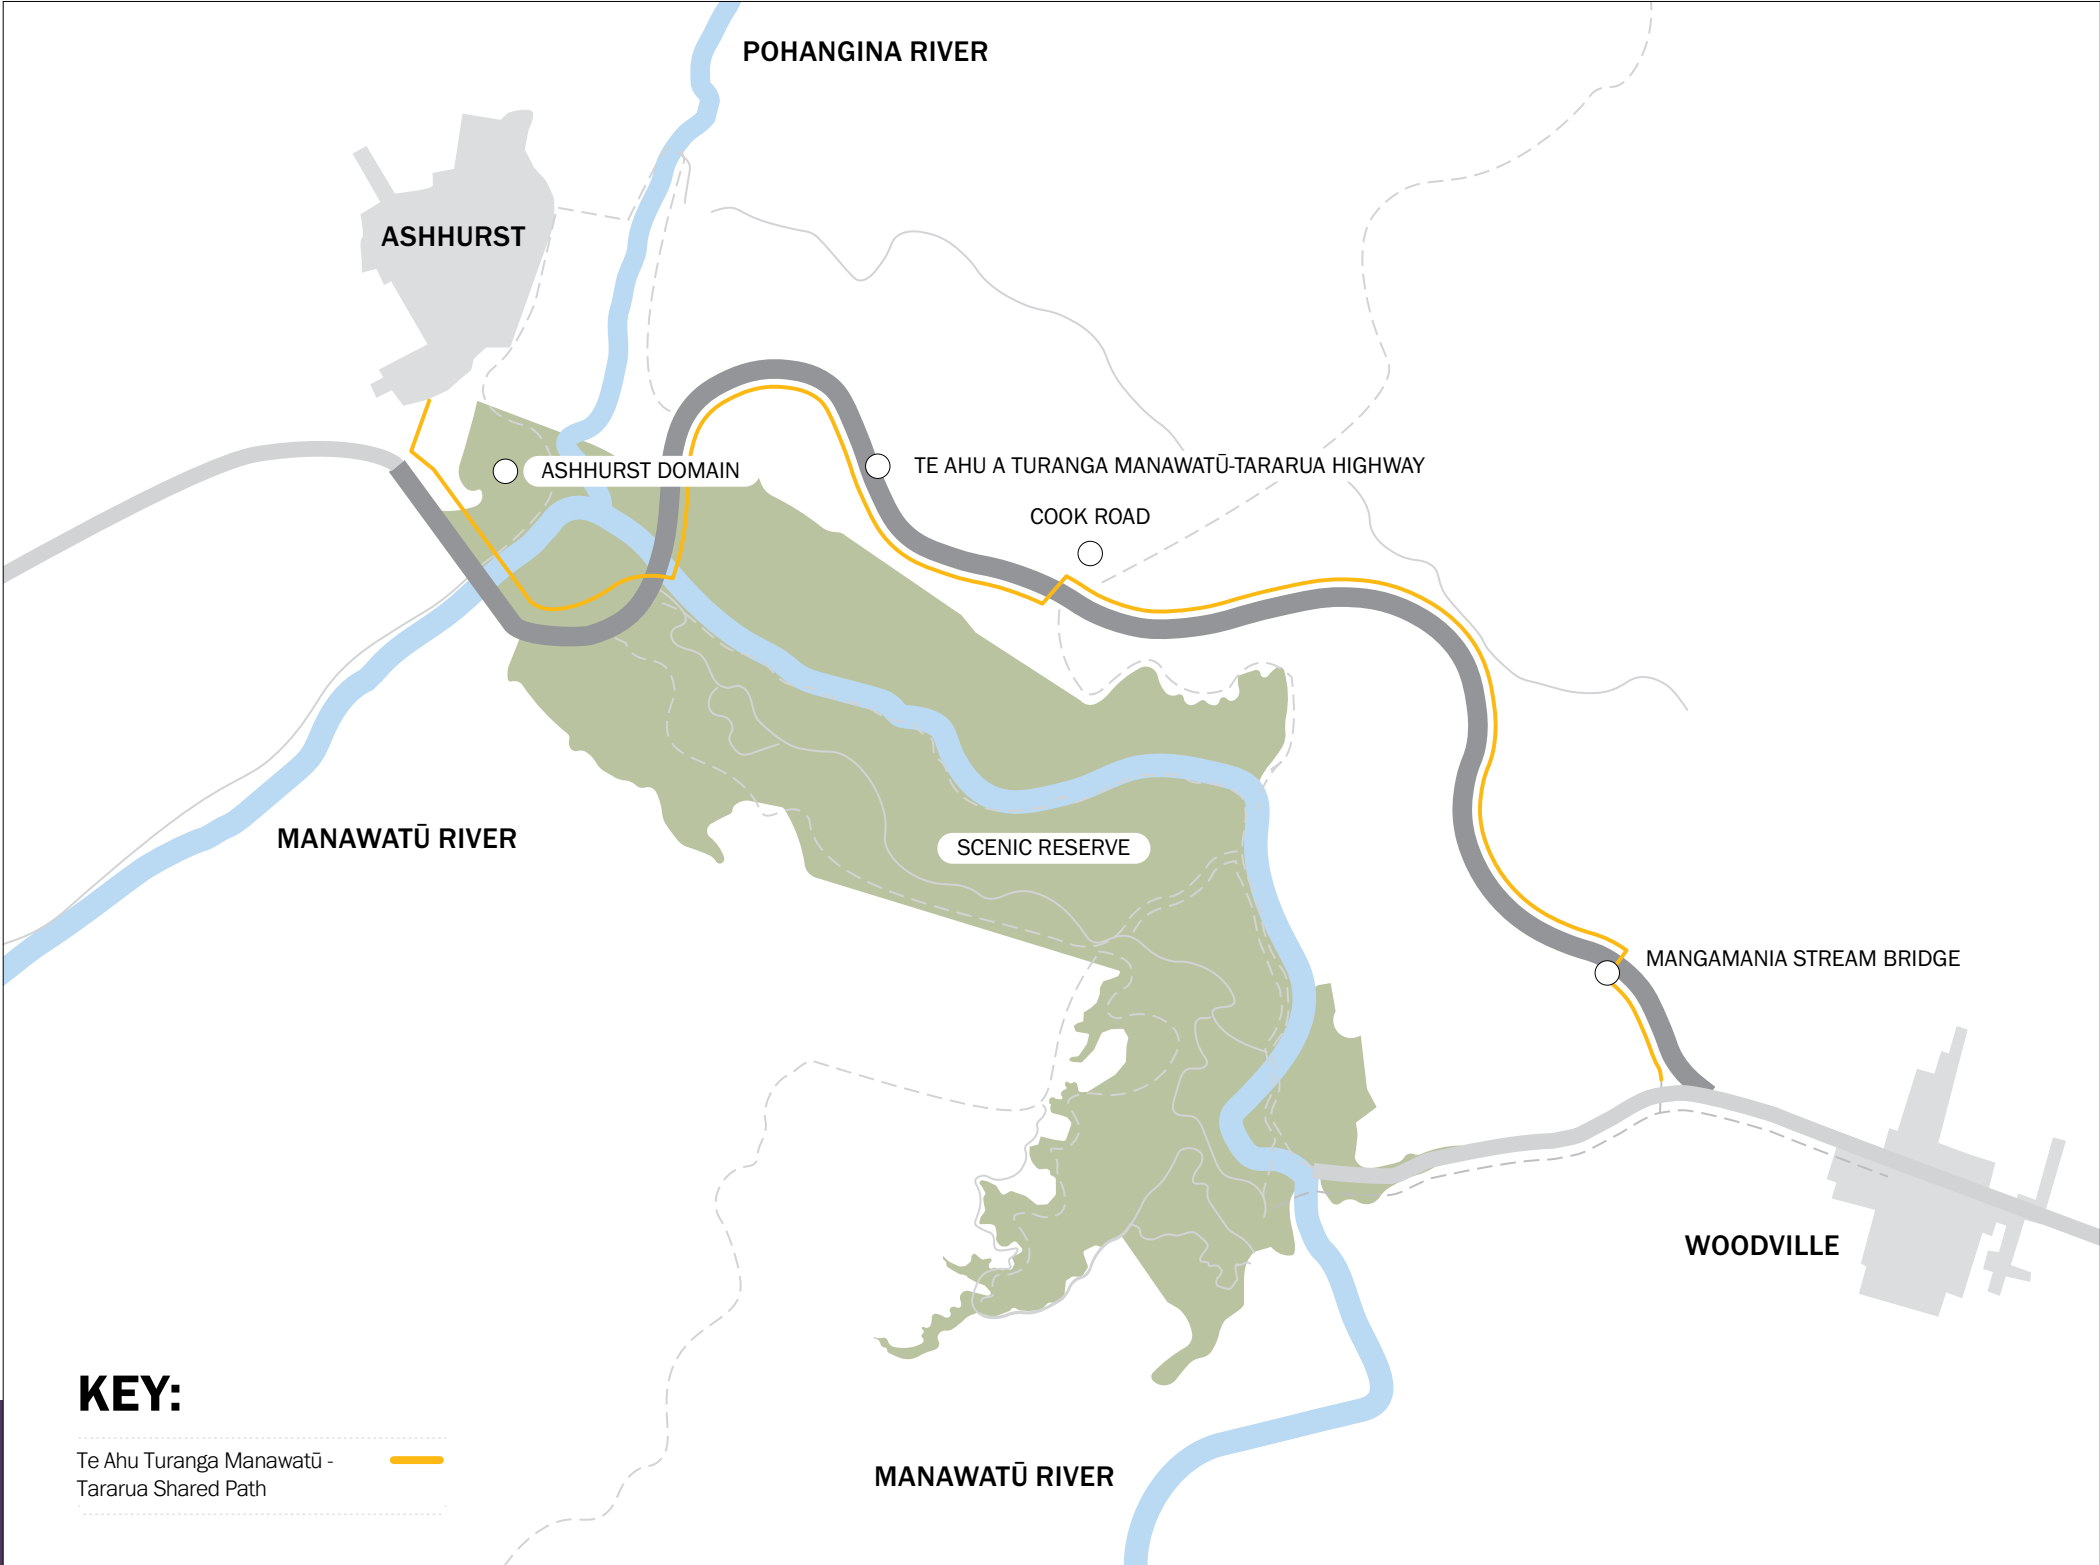 POHANGINA RIVER
ASHHURST
ASHHURST DOMAIN
TE AHU A TURANGA MANAWATŪ-TARARUA HIGHWAY
COOK ROAD
MANAWATŪ RIVER
SCENIC RESERVE
MANGAMANIA STREAM BRIDGE
WOODVILLE
KEY:
Te Ahu Turanga Manawatū -
Tararua Shared Path
MANAWATŪ RIVER